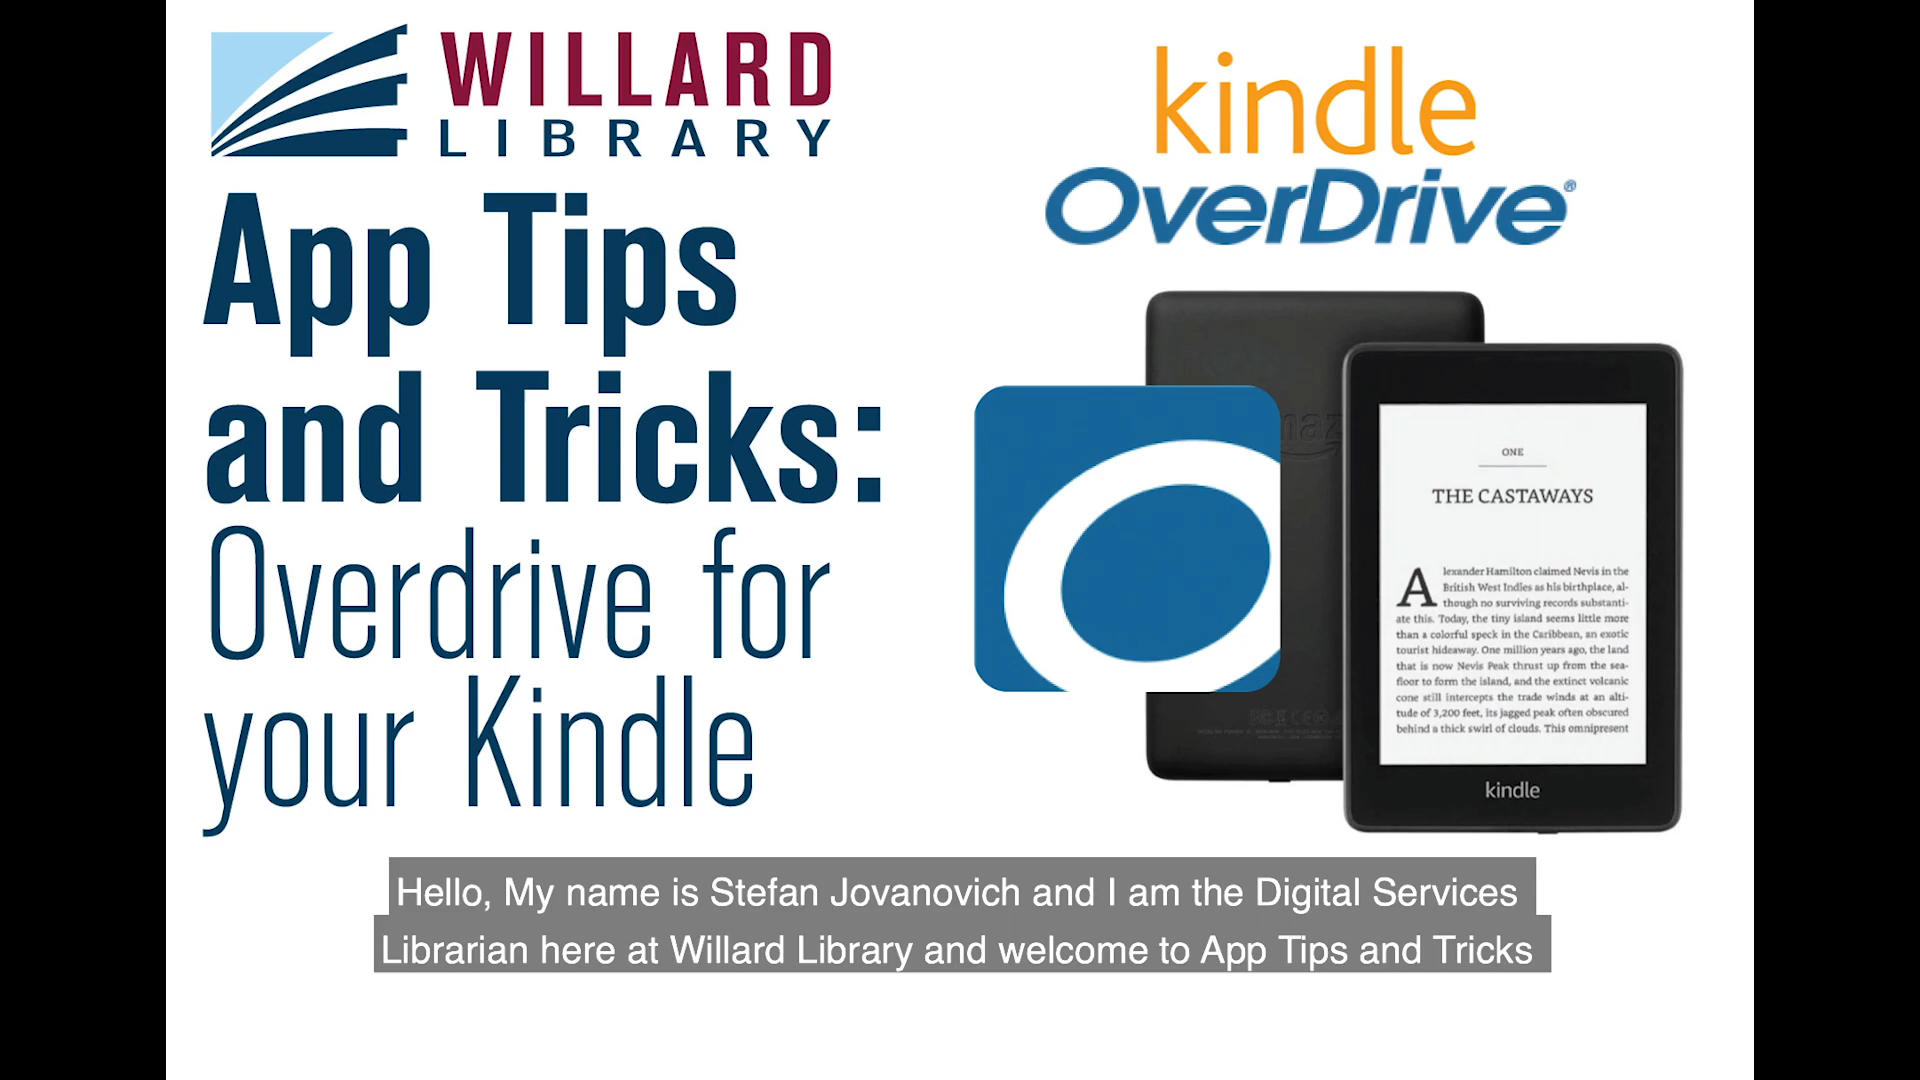 WILLARD
LIBRARY
App Tips
and Tricks:
Overdrive for
your Kindle
kindle
OverDrive®
ONE
THE CASTAWAYS
Alexander Hamilton claimed Nevis in the
British West Indies as his birthplace, al-
though no surviving records substanti-
ate this. Today, the tiny island seems little more
than a colorful speck in the Caribbean, an exotic
tourist hideaway. One million years ago, the land
that is now Nevis Peak thrust up from the sea-
floor to form the island, and the extinct volcanic
cone still intercepts the trade winds at an alti-
tude of 3,200 feet, its jagged peak often obscured
behind a thick swirl of clouds. This omnipresent
kindle
Hello, My name is Stefan Jovanovich and I am the Digital Services
Librarian here at Willard Library and welcome to App Tips and Tricks